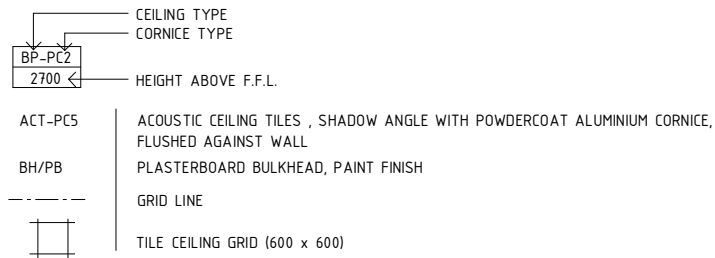 CEILING TYPE
CORNICE TYPE
BP-PC2
2700
HEIGHT ABOVE F.F.L.
ACT-PC5
ACOUSTIC CEILING TILES , SHADOW ANGLE WITH POWDERCOAT ALUMINIUM CORNICE,
FLUSHED AGAINST WALL
BH/PB
PLASTERBOARD BULKHEAD, PAINT FINISH
GRID LINE
TILE CEILING GRID (600 x 600)